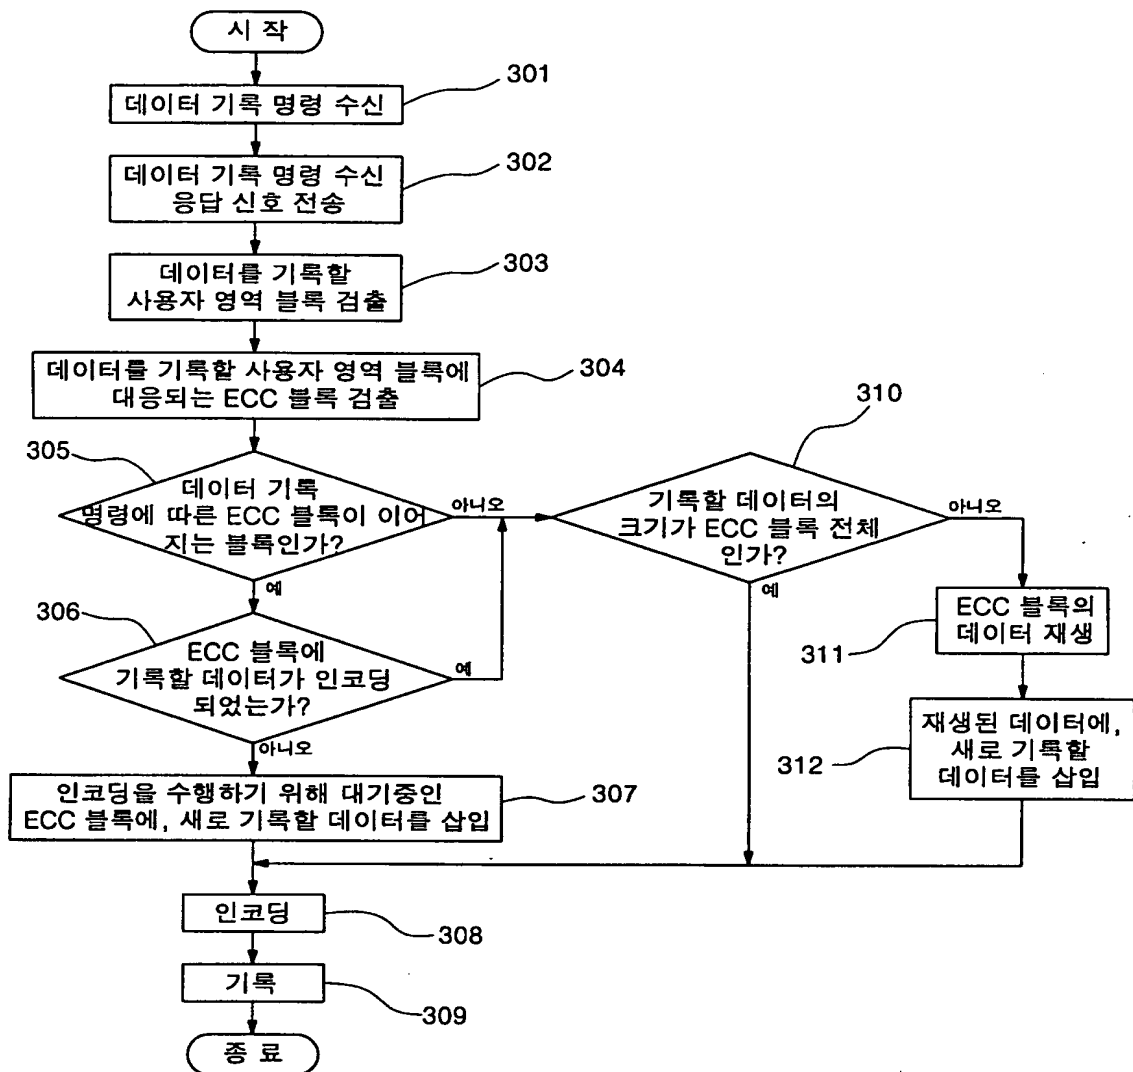 시 작
301
데이터 기록 명령 수신
302
데이터 기록 명령 수신
응답 신호 전송
303
데이터를 기록할
사용자 영역 블록 검출
304
데이터를 기록할 사용자 영역 블록에
대응되는 ECC 블록 검출
305
데이터 기록
명령에 따른 ECC 블록이 이어
지는 블록인가?
아니오
예
310
기록할 데이터의
크기가 ECC 블록 전체
인가?
아니오
예
306
ECC 블록에
기록할 데이터가 인코딩
되었는가?
예
아니오
311
ECC 블록의
데이터 재생
312
재생된 데이터에,
새로 기록할
데이터를 삽입
307
인코딩을 수행하기 위해 대기중인
ECC 블록에, 새로 기록할 데이터를 삽입
인코딩
308
기록
309
종 료